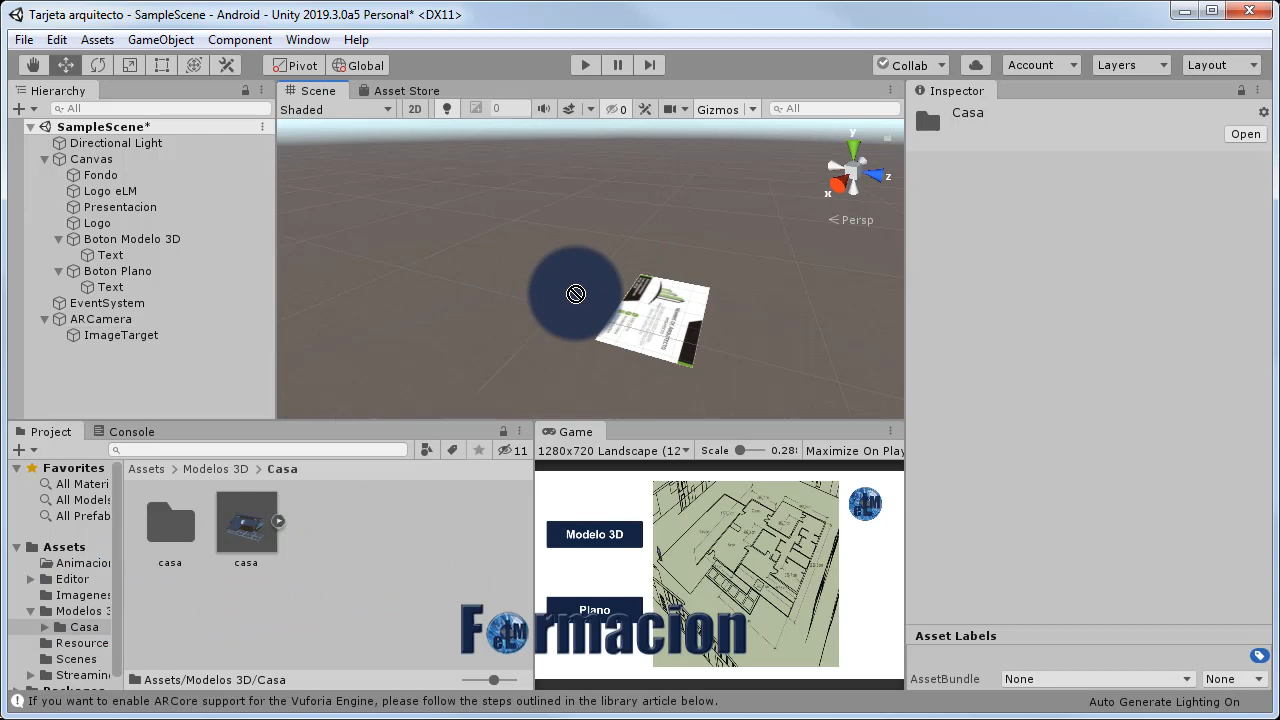 Tarjeta arquitecto - SampleScene - Android - Unity 2019.3.0a5 Personal* <DX11>
File Edit Assets GameObject Component Window Help
Pivot Global Collab Account Layers Layout
Hierarchy
All
SampleScene*
Directional Light
Canvas
Fondo
Logo eLM
Presentacion
Logo
Boton Modelo 3D
Text
Boton Plano
Text
EventSystem
ARCamera
ImageTarget
Scene Asset Store
Shaded 2D 0 0 Gizmos All
y
z
x
Persp
Inspector
Casa
Open
Project Console
11
Favorites
All Materi
All Models
All Prefab
Assets
Animacion
Editor
Imagenes
Modelos 3
Casa
Resource
Scenes
Streamin
Assets > Modelos 3D > Casa
casa casa
Assets/Modelos 3D/Casa
Game
1280x720 Landscape (12 Scale 0.28 Maximize On Play
Modelo 3D
Plano
Formacion
Asset Labels
AssetBundle None None
If you want to enable ARCore support for the Vuforia Engine, please follow the steps outlined in the library article below.
Auto Generate Lighting On